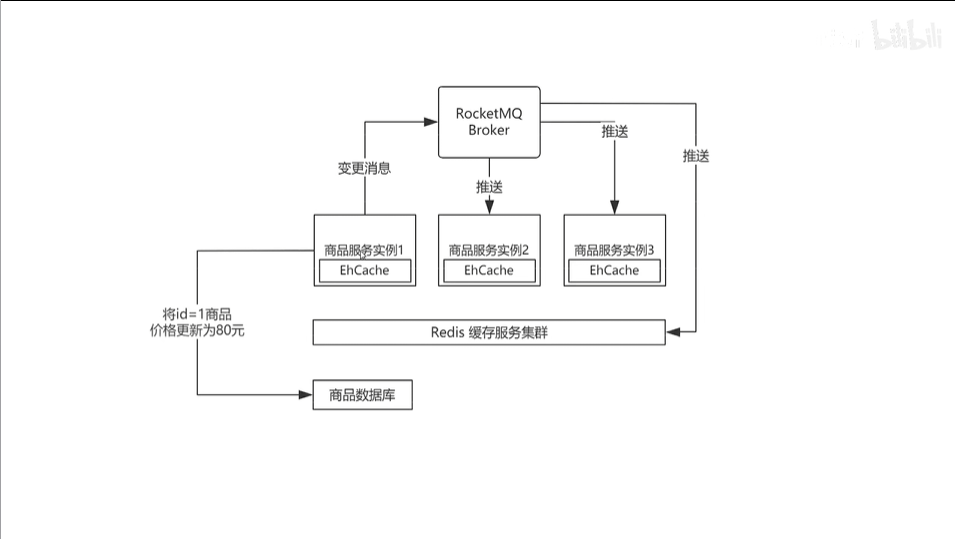 bilibili
RocketMQ
Broker
推送
推送
变更消息
推送
商品服务实例1
商品服务实例2
商品服务实例3
EhCache
EhCache
EhCache
将id=1商品
价格更新为80元
Redis 缓存服务集群
商品数据库